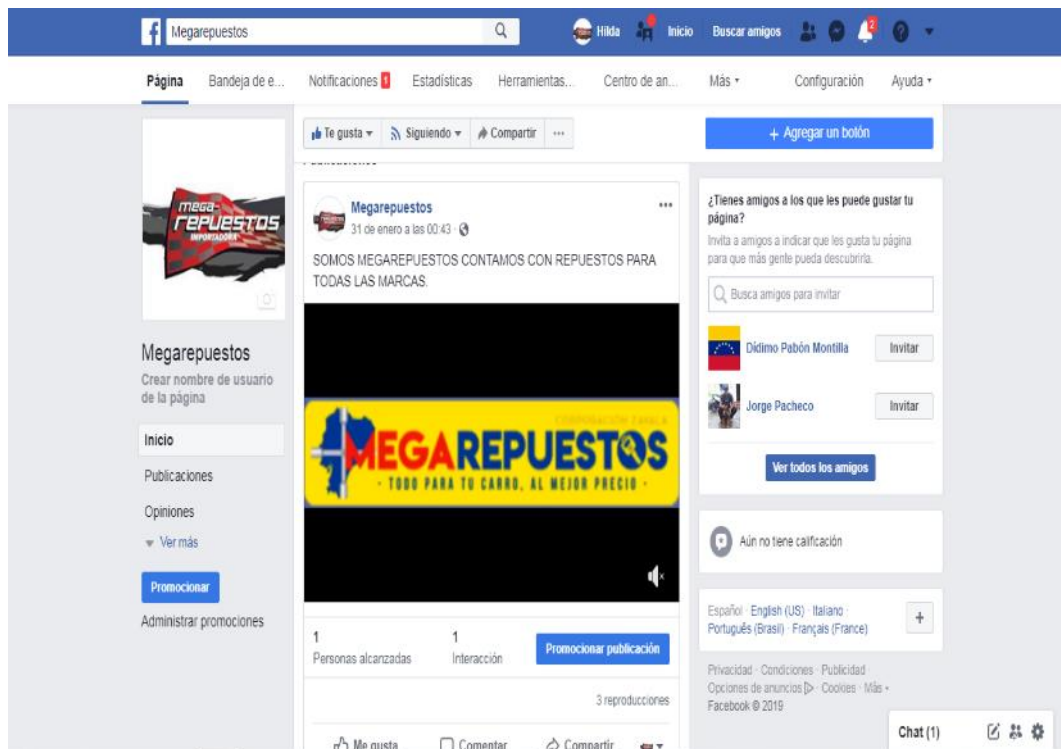 Megarepuestos
Hilda
Inicio
Buscar amigos
2
Página
Bandeja de e...
Notificaciones 1
Estadísticas
Herramientas...
Centro de an...
Más
Configuración
Ayuda
Te gusta
Siguiendo
Compartir
+ Agregar un botón
mega-
repuestos
IMPORTADORA
Megarepuestos
Crear nombre de usuario
de la página
Inicio
Publicaciones
Opiniones
Ver más
Promocionar
Administrar promociones
Publicaciones
Megarepuestos
31 de enero a las 00:43
SOMOS MEGAREPUESTOS CONTAMOS CON REPUESTOS PARA
TODAS LAS MARCAS.
CORPORACIÓN ZAVALA
MEGAREPUESTOS
- TODO PARA TU CARRO, AL MEJOR PRECIO -
1
Personas alcanzadas
1
Interacción
Promocionar publicación
3 reproducciones
Me gusta
Comentar
Compartir
¿Tienes amigos a los que les puede gustar tu
página?
Invita a amigos a indicar que les gusta tu página
para que más gente pueda descubrirla.
Busca amigos para invitar
Dídimo Pabón Montilla
Invitar
Jorge Pacheco
Invitar
Ver todos los amigos
Aún no tiene calificación
Español · English (US) · Italiano ·
Português (Brasil) · Français (France)
Privacidad · Condiciones · Publicidad ·
Opciones de anuncios · Cookies · Más
Facebook © 2019
Chat (1)